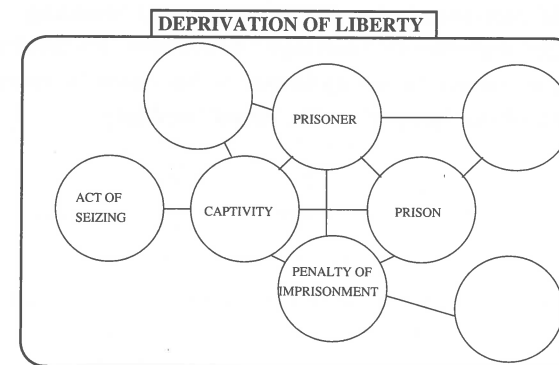 DEPRIVATION OF LIBERTY
PRISONER
ACT OF
SEIZING
CAPTIVITY
PRISON
PENALTY OF
IMPRISONMENT